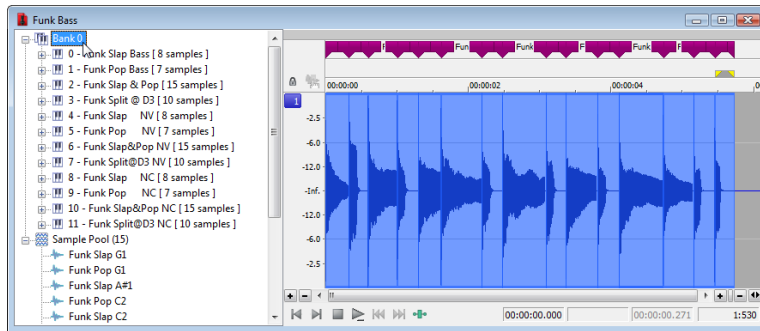 Funk Bass
Bank 0
0 - Funk Slap Bass [ 8 samples ]
1 - Funk Pop Bass [ 7 samples ]
2 - Funk Slap & Pop [ 15 samples ]
3 - Funk Split @ D3 [ 10 samples ]
4 - Funk Slap NV [ 8 samples ]
5 - Funk Pop NV [ 7 samples ]
6 - Funk Slap&Pop NV [ 15 samples ]
7 - Funk Split@D3 NV [ 10 samples ]
8 - Funk Slap NC [ 8 samples ]
9 - Funk Pop NC [ 7 samples ]
10 - Funk Slap&Pop NC [ 15 samples ]
11 - Funk Split@D3 NC [ 10 samples ]
Sample Pool (15)
Funk Slap G1
Funk Pop G1
Funk Slap A#1
Funk Pop C2
Funk Slap C2
F Fun Funk F Funk F
00:00:00 00:00:02 00:00:04
1
-2.5
-6.0
-12.0
-Inf.
-12.0
-6.0
-2.5
00:00:00.000 00:00:00.271 1:530